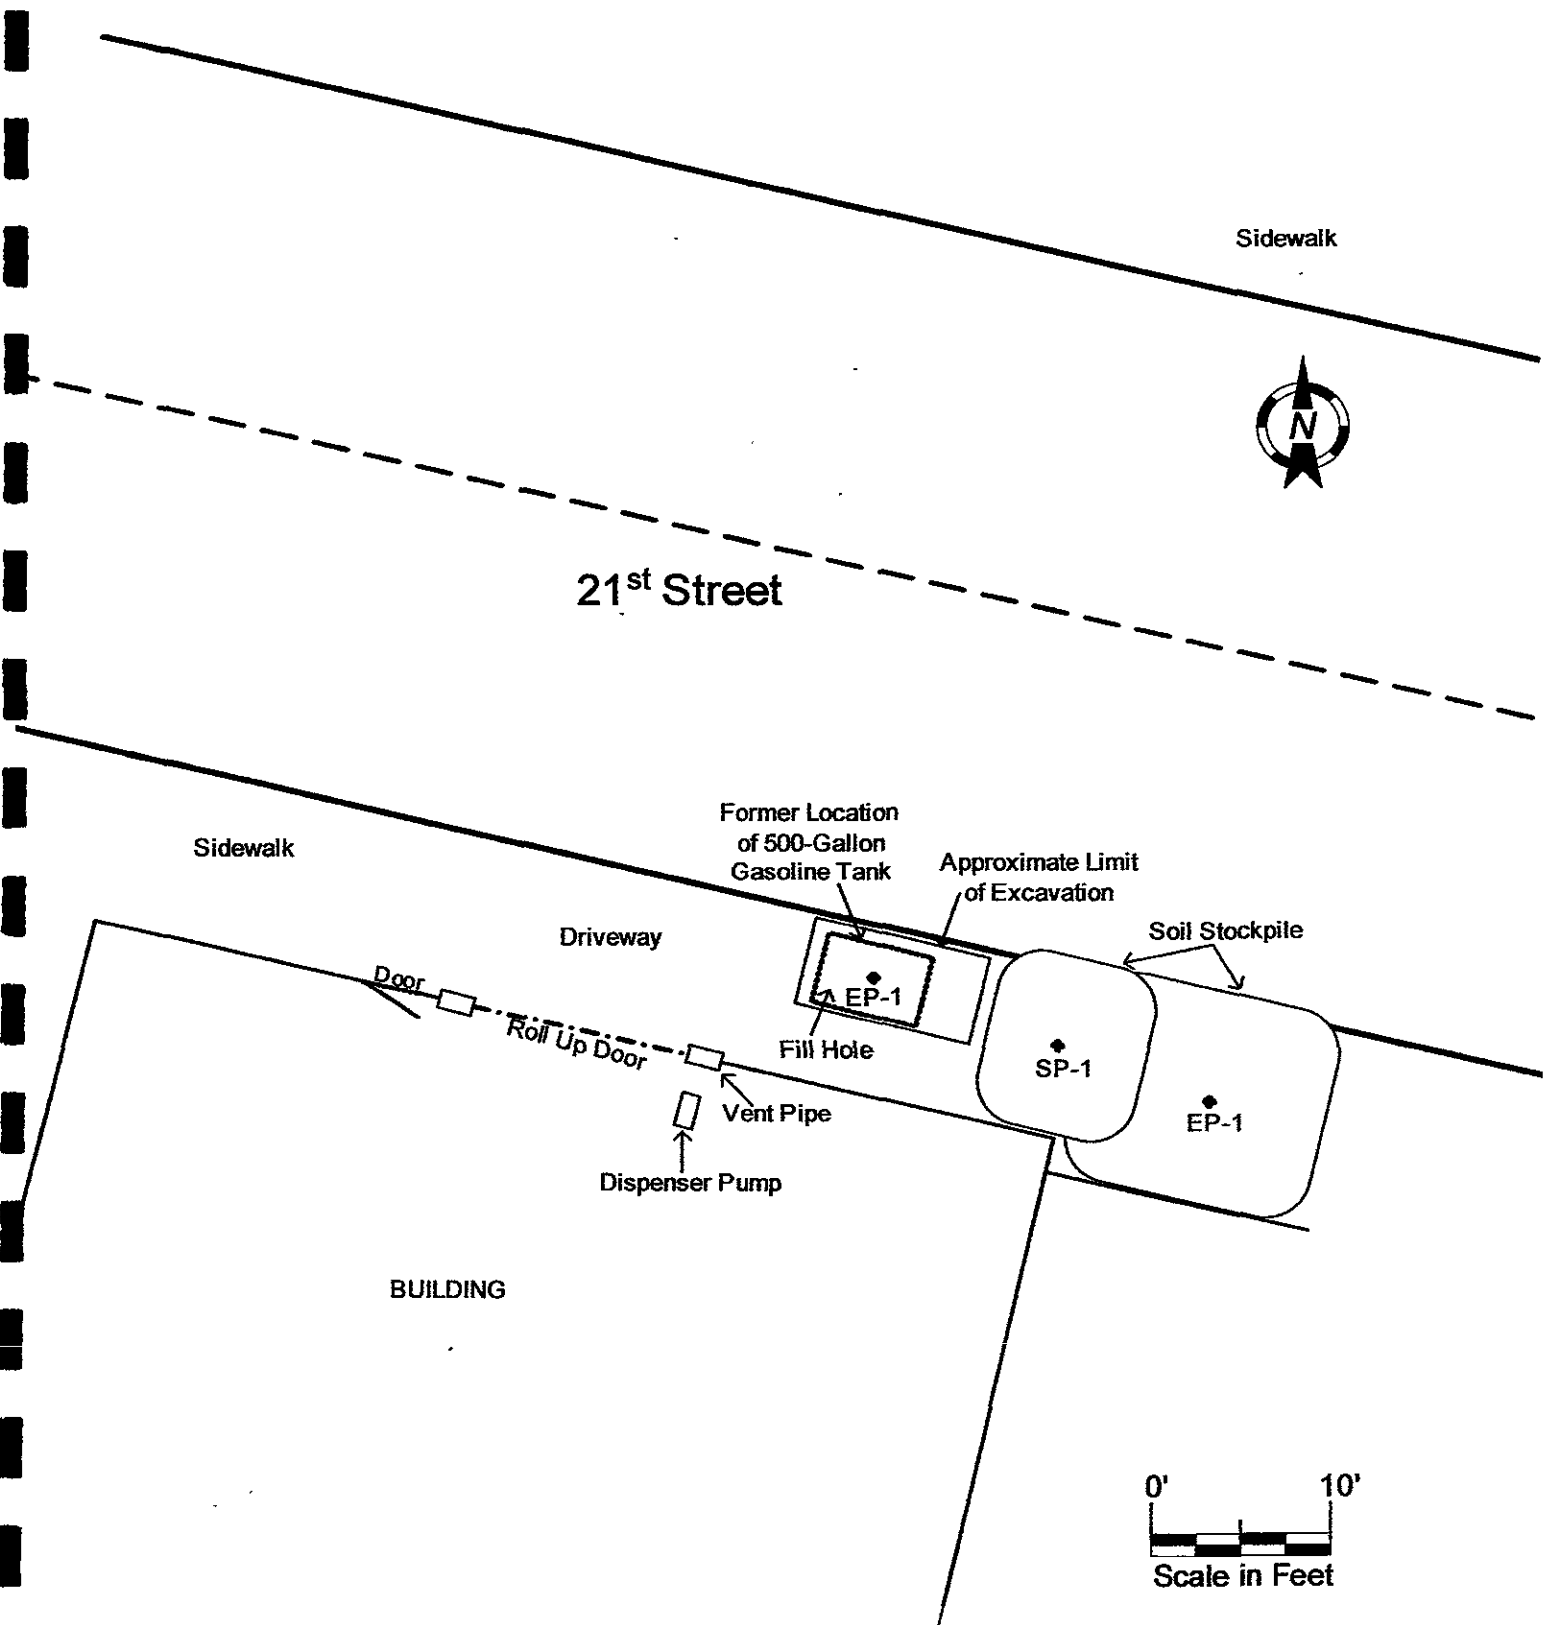 Sidewalk
N
21st Street
Former Location
of 500-Gallon
Gasoline Tank
Approximate Limit
of Excavation
Sidewalk
Driveway
Soil Stockpile
Door
EP-1
Roll Up Door
Fill Hole
SP-1
Vent Pipe
EP-1
Dispenser Pump
BUILDING
0' 10'
Scale in Feet